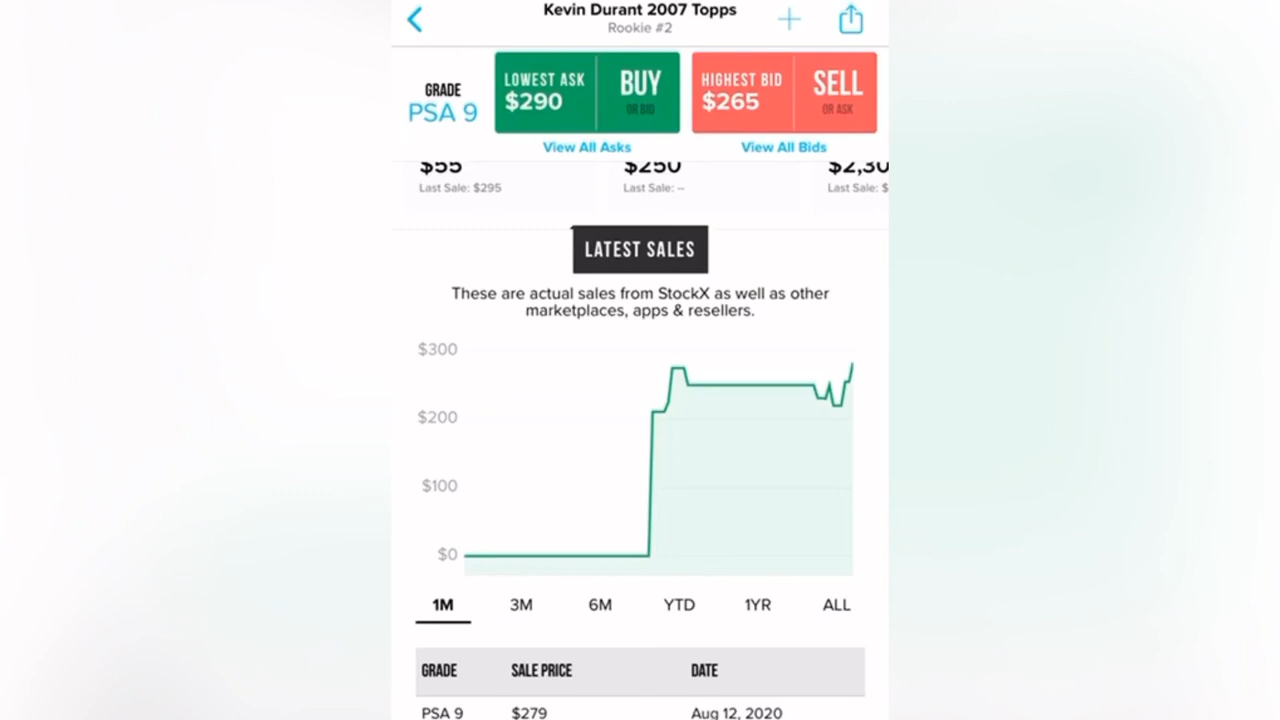 Kevin Durant 2007 Topps
Rookie #2
GRADE
PSA 9
LOWEST ASK
$290
BUY
OR BID
HIGHEST BID
$265
SELL
OR ASK
View All Asks
View All Bids
$55
$250
$2,30
Last Sale: $295
Last Sale: --
Last Sale: $
LATEST SALES
These are actual sales from StockX as well as other
marketplaces, apps & resellers.
$300
$200
$100
$0
1M 3M 6M YTD 1YR ALL
GRADE SALE PRICE DATE
PSA 9 $279 Aug 12, 2020